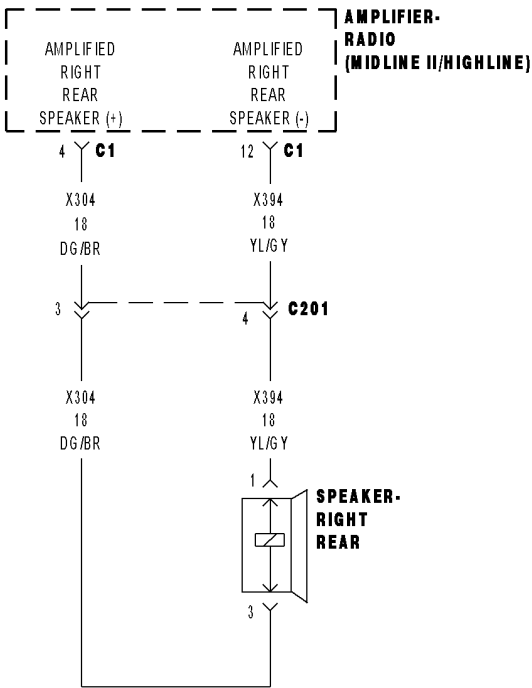 AMPLIFIER-
RADIO
(MIDLINE II/HIGHLINE)
AMPLIFIED
RIGHT
REAR
SPEAKER (+)
AMPLIFIED
RIGHT
REAR
SPEAKER (-)
4 C1
12 C1
X304
18
DG/BR
X394
18
YL/GY
3
4
C201
X304
18
DG/BR
X394
18
YL/GY
1
SPEAKER-
RIGHT
REAR
3